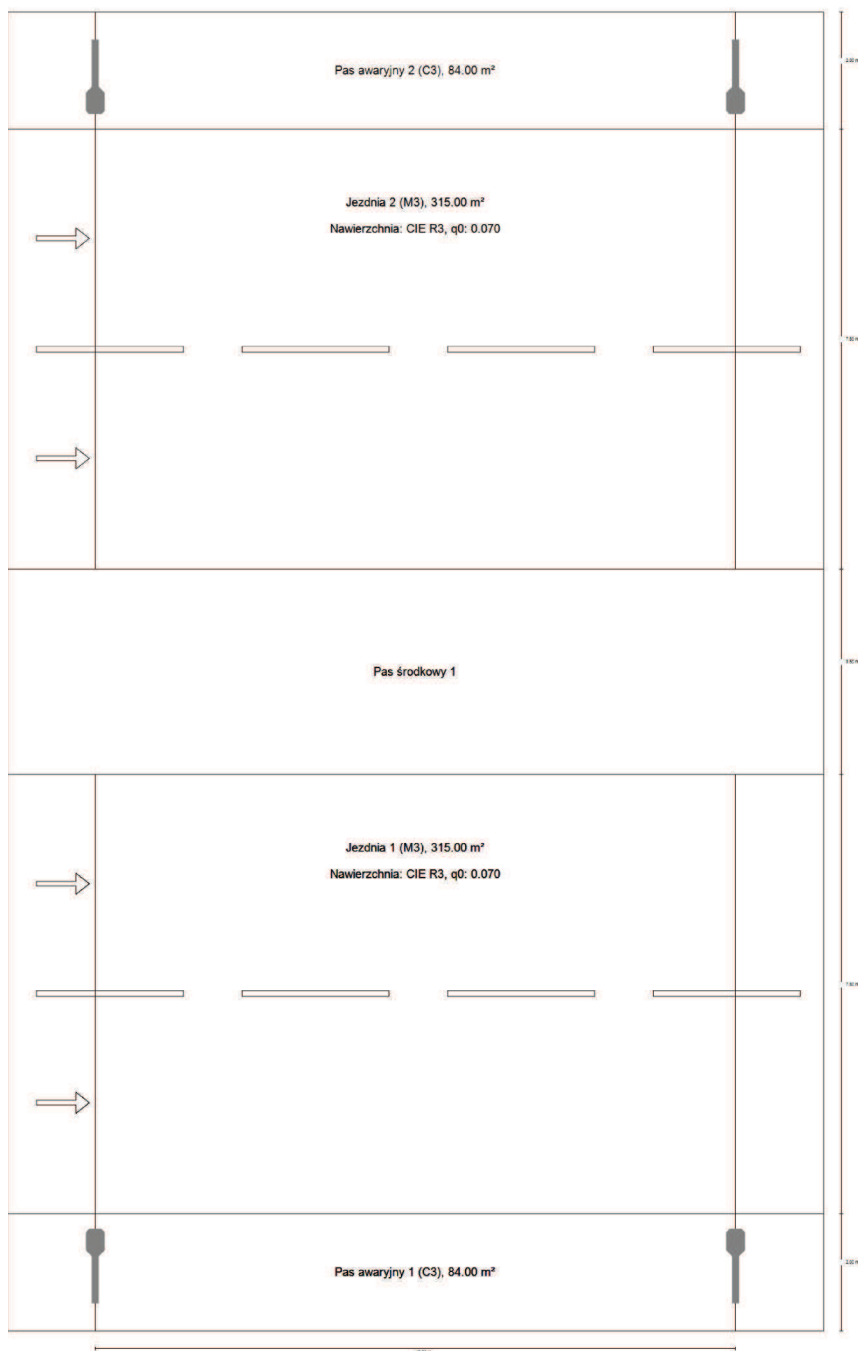 Pas awaryjny 2 (C3), 84.00 m²
Jezdnia 2 (M3), 315.00 m²
Nawierzchnia: CIE R3, q0: 0.070
Pas środkowy 1
Jezdnia 1 (M3), 315.00 m²
Nawierzchnia: CIE R3, q0: 0.070
Pas awaryjny 1 (C3), 84.00 m²